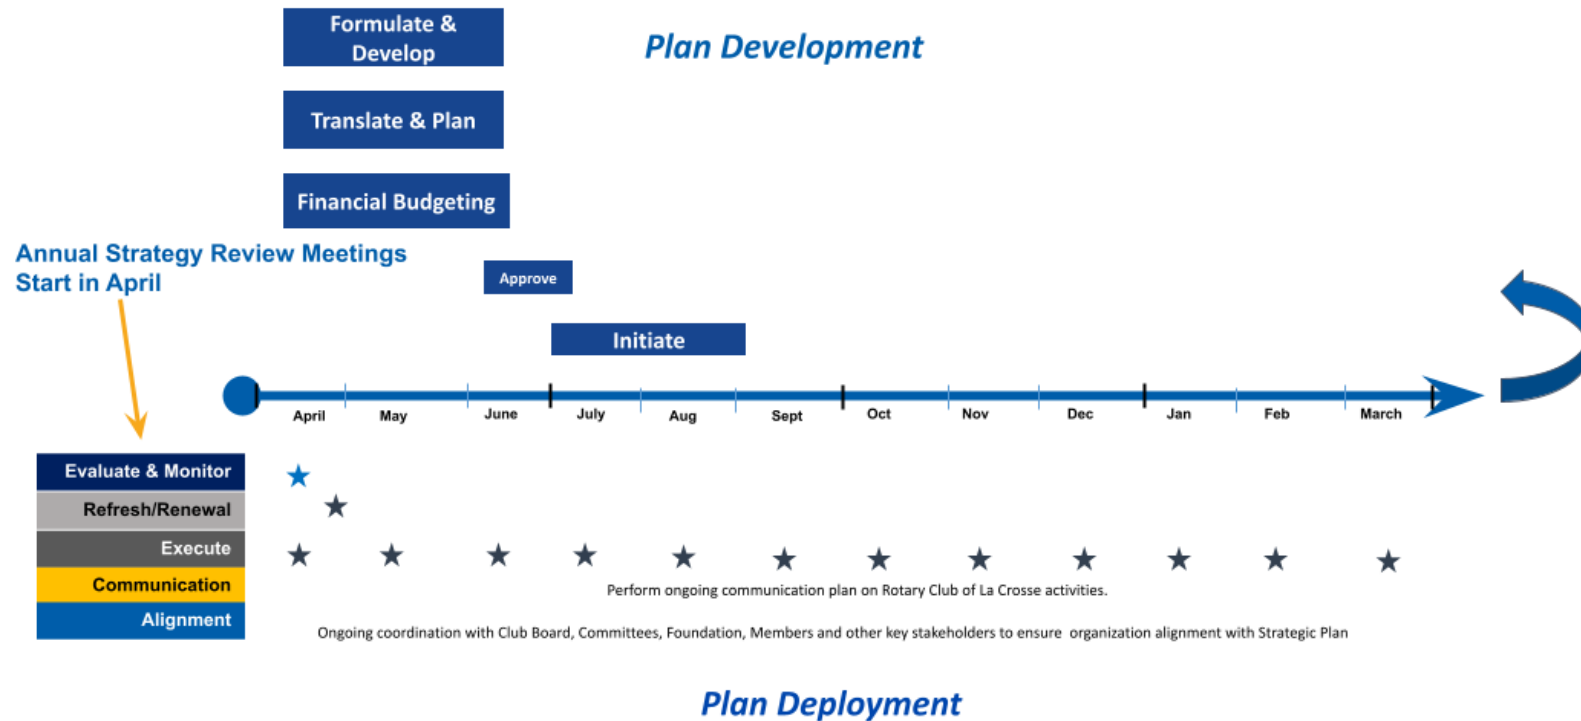 Formulate &
Develop
Plan Development
Translate & Plan
Financial Budgeting
Annual Strategy Review Meetings
Start in April
Approve
Initiate
April May June July Aug Sept Oct Nov Dec Jan Feb March
Evaluate & Monitor
Refresh/Renewal
Execute
Communication
Perform ongoing communication plan on Rotary Club of La Crosse activities.
Alignment
Ongoing coordination with Club Board, Committees, Foundation, Members and other key stakeholders to ensure organization alignment with Strategic Plan
Plan Deployment